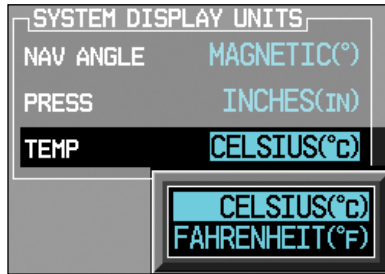 SYSTEM DISPLAY UNITS
NAV ANGLE MAGNETIC(°)
PRESS INCHES(IN)
TEMP CELSIUS(°C)
CELSIUS(°C)
FAHRENHEIT(°F)